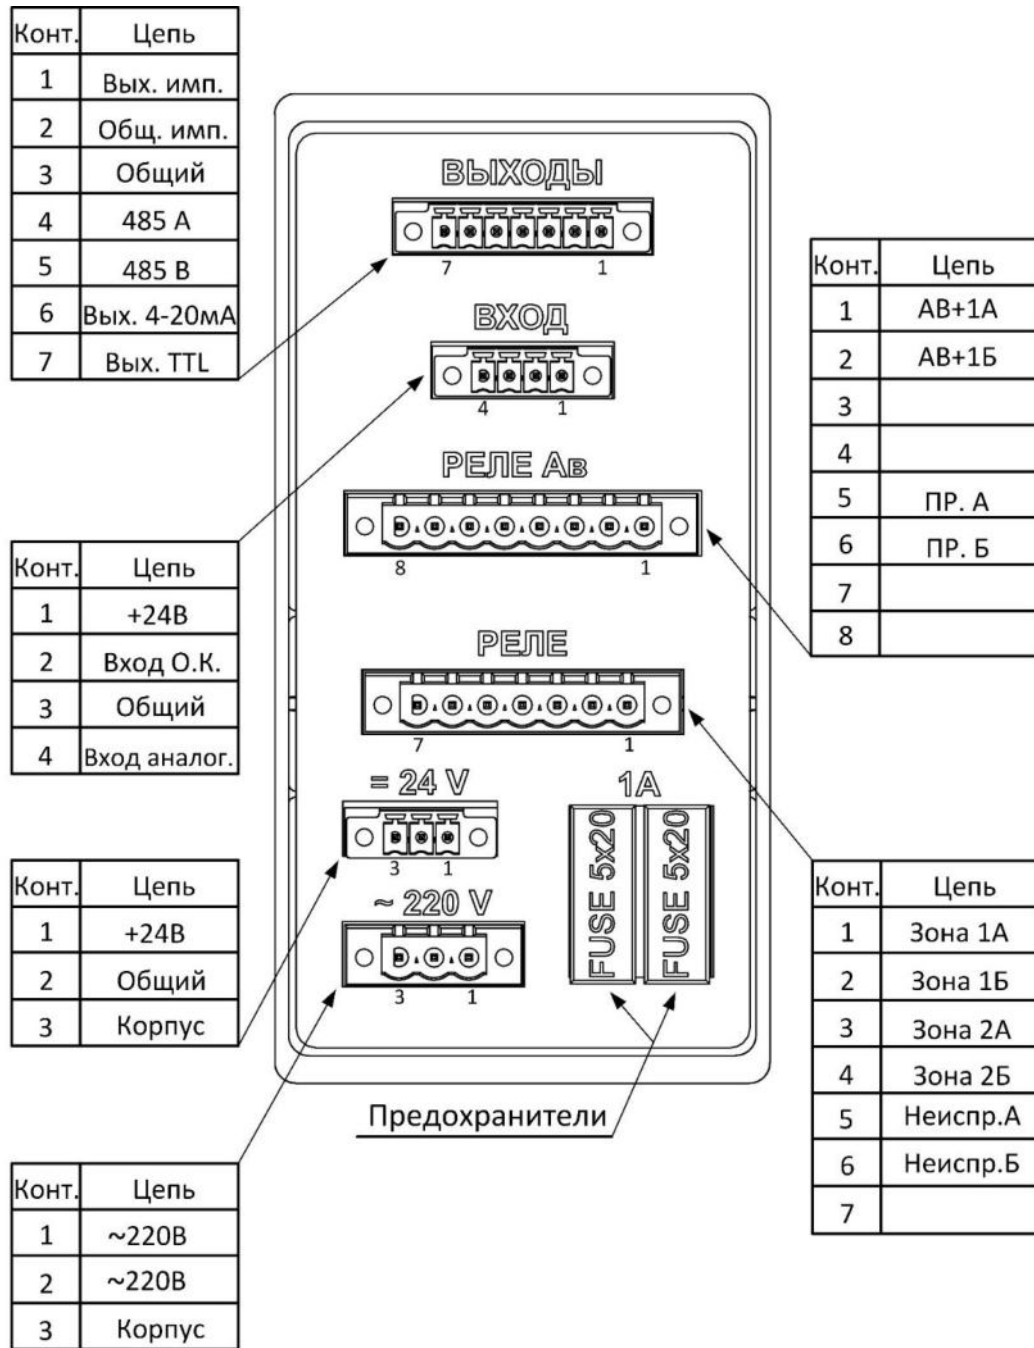 Конт. Цепь
1 Вых. имп.
2 Общ. имп.
3 Общий
4 485 А
5 485 В
6 Вых. 4-20мА
7 Вых. TTL
Конт. Цепь
1 +24В
2 Вход О.К.
3 Общий
4 Вход аналог.
Конт. Цепь
1 +24В
2 Общий
3 Корпус
Конт. Цепь
1 ~220В
2 ~220В
3 Корпус
ВЫХОДЫ
7 1
ВХОД
4 1
РЕЛЕ Ав
8 1
РЕЛЕ
7 1
= 24 V
3 1
~ 220 V
3 1
1А
FUSE 5x20
FUSE 5x20
Предохранители
Конт. Цепь
1 АВ+1А
2 АВ+1Б
3
4
5 ПР. А
6 ПР. Б
7
8
Конт. Цепь
1 Зона 1А
2 Зона 1Б
3 Зона 2А
4 Зона 2Б
5 Неиспр.А
6 Неиспр.Б
7